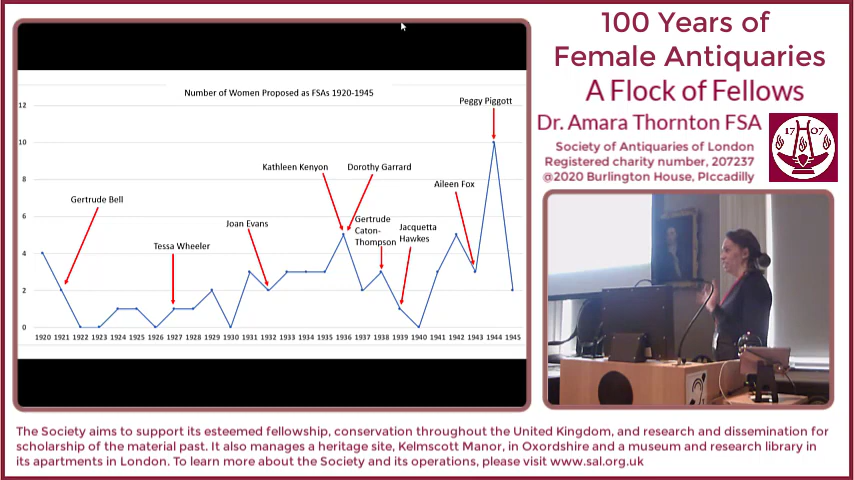 100 Years of
Female Antiquaries
A Flock of Fellows
Dr. Amara Thornton FSA
Society of Antiquaries of London
Registered charity number, 207237
@2020 Burlington House, PIccadilly
17 07
Number of Women Proposed as FSAs 1920-1945
12
10
8
6
4
2
0
Gertrude Bell
Tessa Wheeler
Joan Evans
Kathleen Kenyon
Dorothy Garrard
Gertrude
Caton-
Thompson
Jacquetta
Hawkes
Aileen Fox
Peggy Piggott
1920 1921 1922 1923 1924 1925 1926 1927 1928 1929 1930 1931 1932 1933 1934 1935 1936 1937 1938 1939 1940 1941 1942 1943 1944 1945
The Society aims to support its esteemed fellowship, conservation throughout the United Kingdom, and research and dissemination for
scholarship of the material past. It also manages a heritage site, Kelmscott Manor, in Oxordshire and a museum and research library in
its apartments in London. To learn more about the Society and its operations, please visit www.sal.org.uk